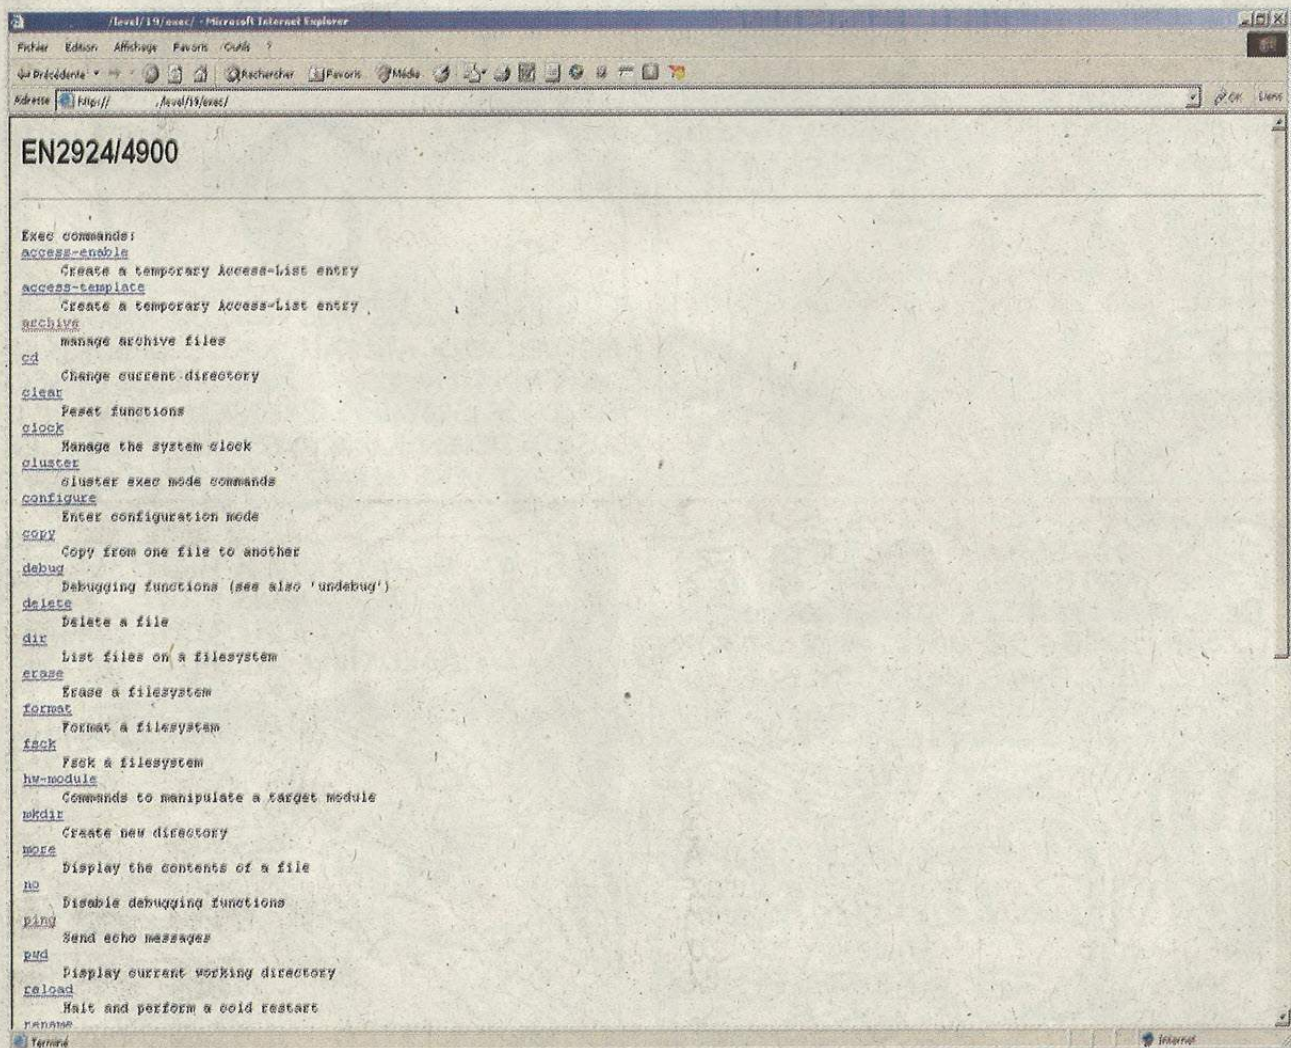 /level/19/exec/ - Microsoft Internet Explorer
Fichier Edition Affichage Favoris Outils ?
Précédente Rechercher Favoris Média
Adresse http:// /level/19/exec/ OK Liens
EN2924/4900
Exec commands:
access-enable
Create a temporary Access-List entry
access-template
Create a temporary Access-List entry
archive
manage archive files
cd
Change current directory
clear
Reset functions
clock
Manage the system clock
cluster
cluster exec mode commands
configure
Enter configuration mode
copy
Copy from one file to another
debug
Debugging functions (see also 'undebug')
delete
Delete a file
dir
List files on a filesystem
erase
Erase a filesystem
format
Format a filesystem
fsck
Fsck a filesystem
hw-module
Commands to manipulate a target module
mkdir
Create new directory
more
Display the contents of a file
no
Disable debugging functions
ping
Send echo messages
pwd
Display current working directory
reload
Halt and perform a cold restart
rename
Terminé Internet